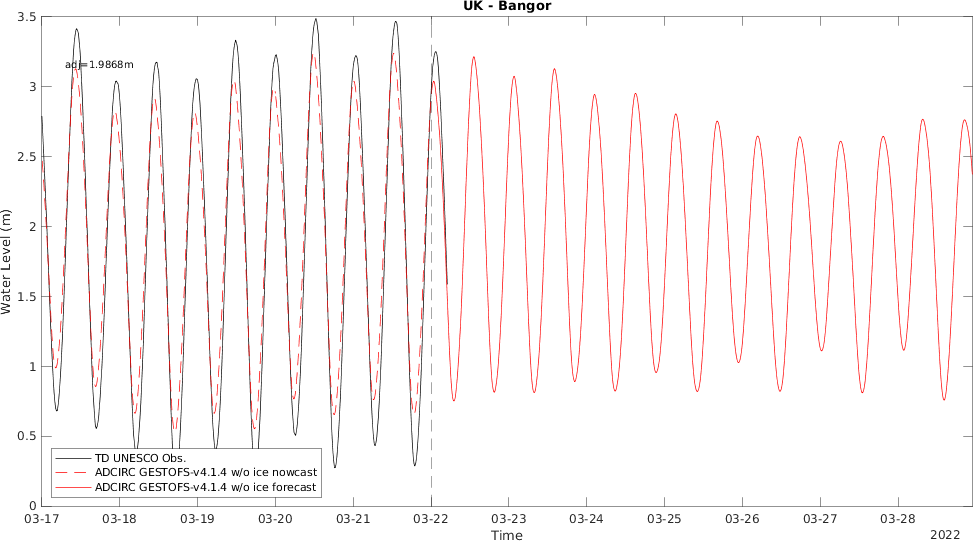 UK - Bangor
adj=1.9868m
3.5
3
2.5
2
1.5
1
0.5
0
Water Level (m)
TD UNESCO Obs.
ADCIRC GESTOFS-v4.1.4 w/o ice nowcast
ADCIRC GESTOFS-v4.1.4 w/o ice forecast
03-17 03-18 03-19 03-20 03-21 03-22 03-23 03-24 03-25 03-26 03-27 03-28
Time
2022